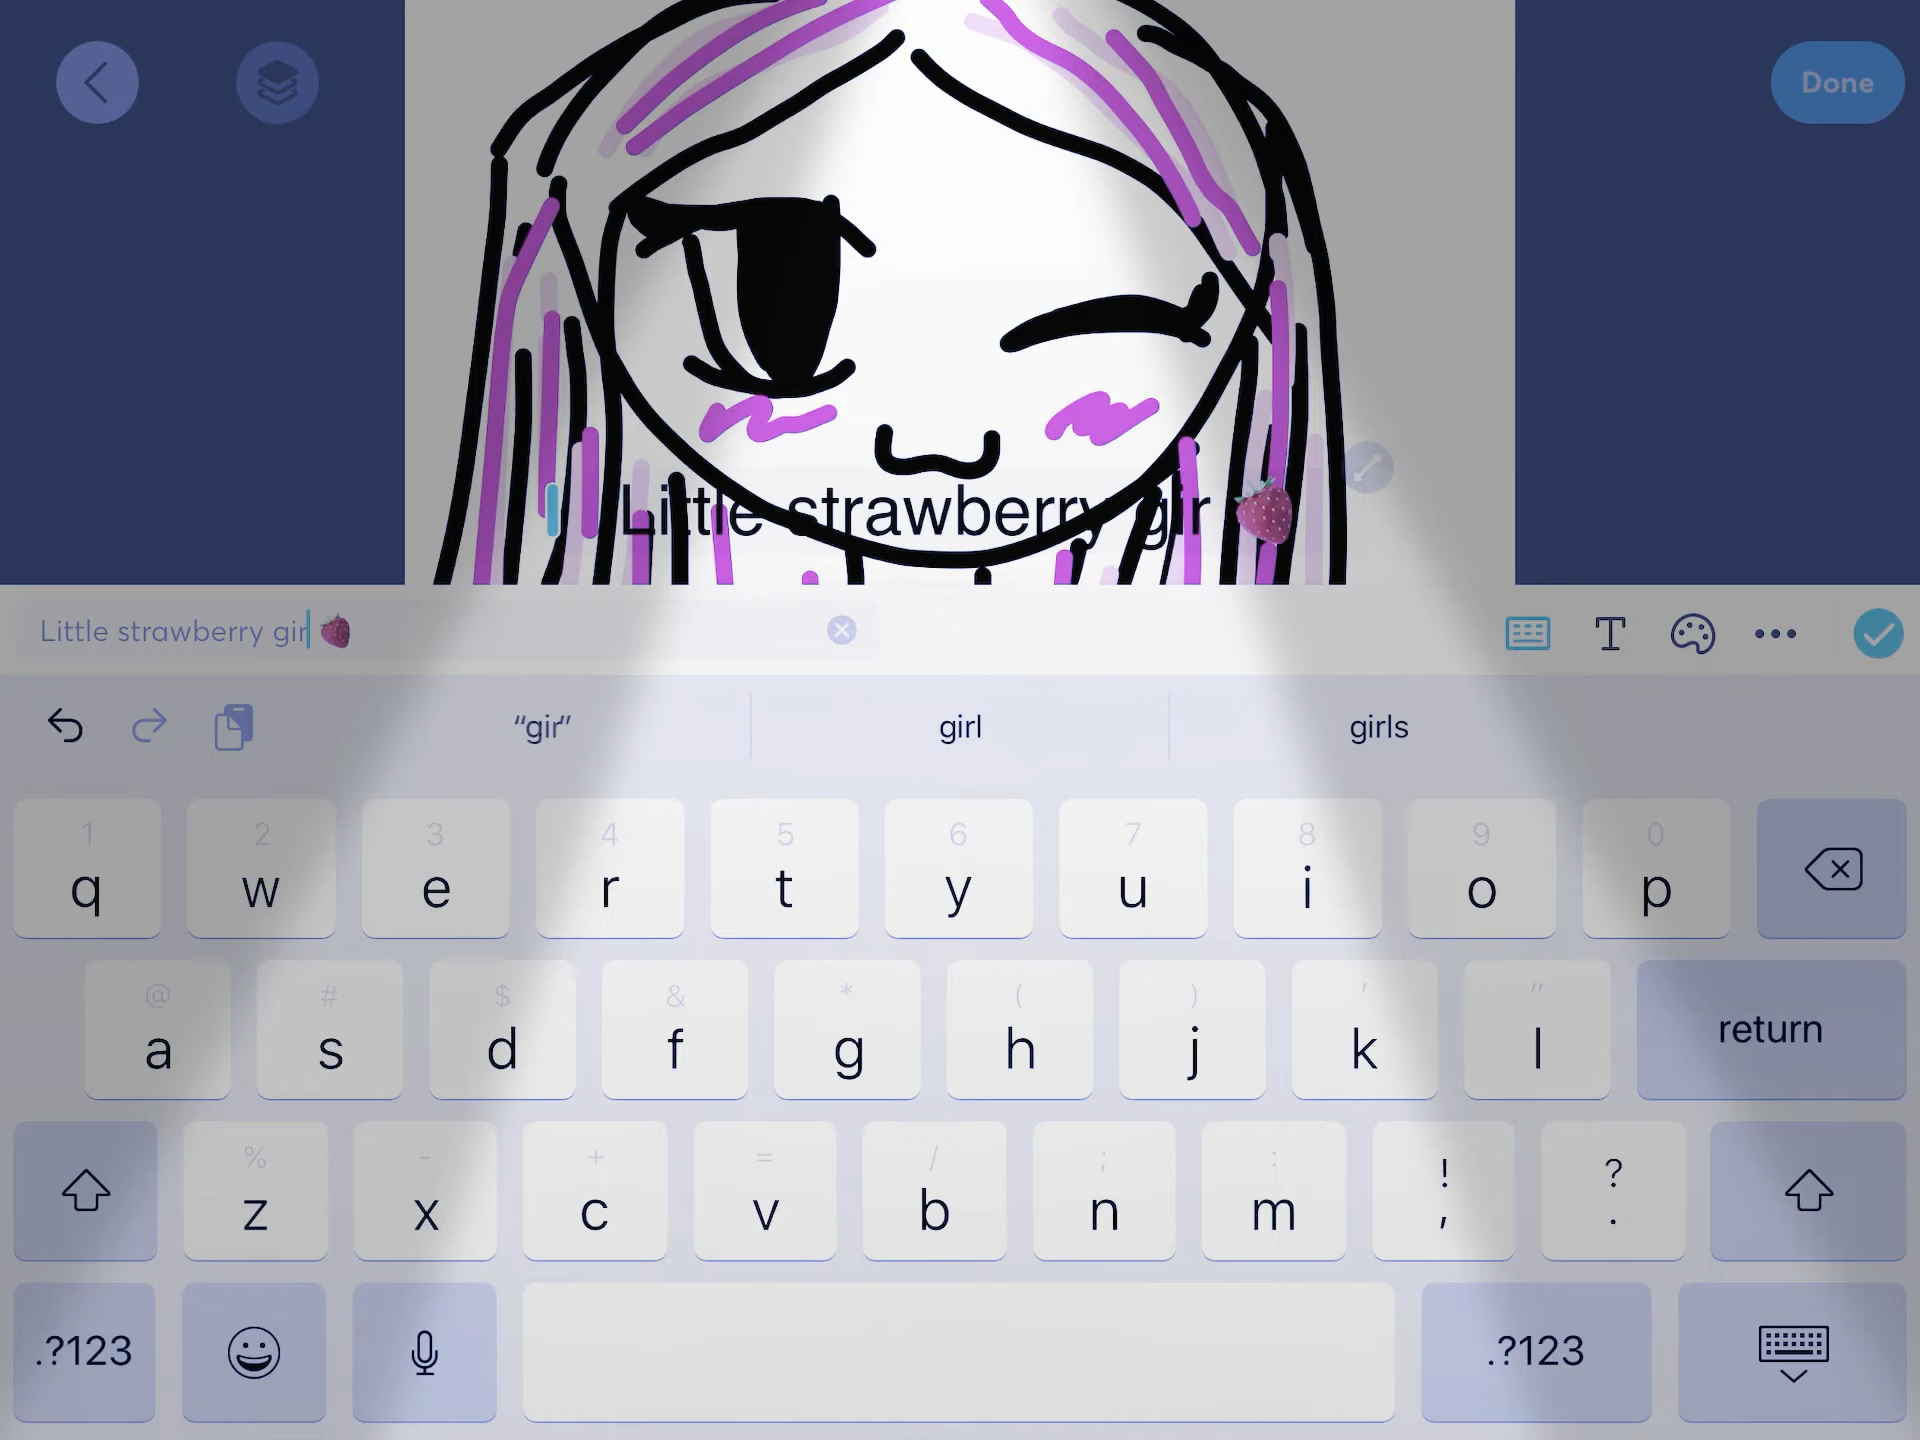 Done
Little strawberry gir 🍓
Little strawberry gir 🍓
“gir” girl girls
1 2 3 4 5 6 7 8 9 0
q w e r t y u i o p
@ # $ & * ( ) ' "
a s d f g h j k l return
% - + = / ; : ! ?
z x c v b n m , .
.?123 .?123